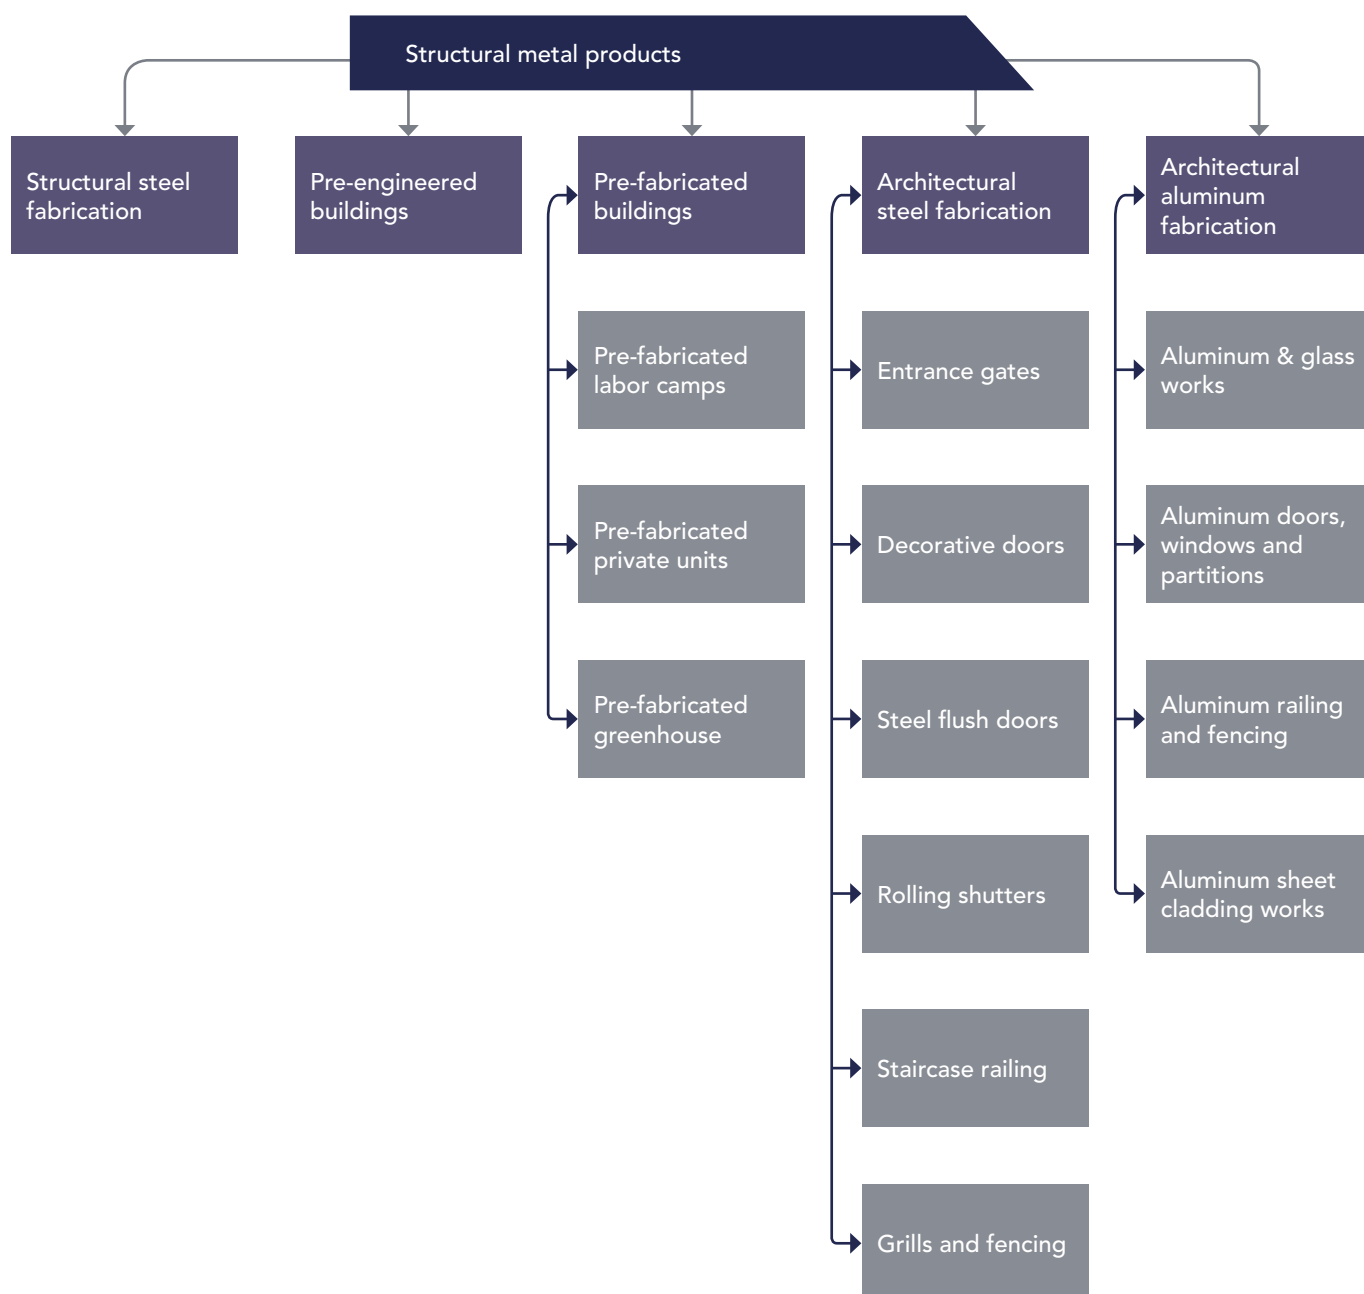 Structural metal products
Structural steel
fabrication
Pre-engineered
buildings
Pre-fabricated
buildings
Architectural
steel fabrication
Architectural
aluminum
fabrication
Pre-fabricated
labor camps
Entrance gates
Aluminum & glass
works
Pre-fabricated
private units
Decorative doors
Aluminum doors,
windows and
partitions
Pre-fabricated
greenhouse
Steel flush doors
Aluminum railing
and fencing
Rolling shutters
Aluminum sheet
cladding works
Staircase railing
Grills and fencing